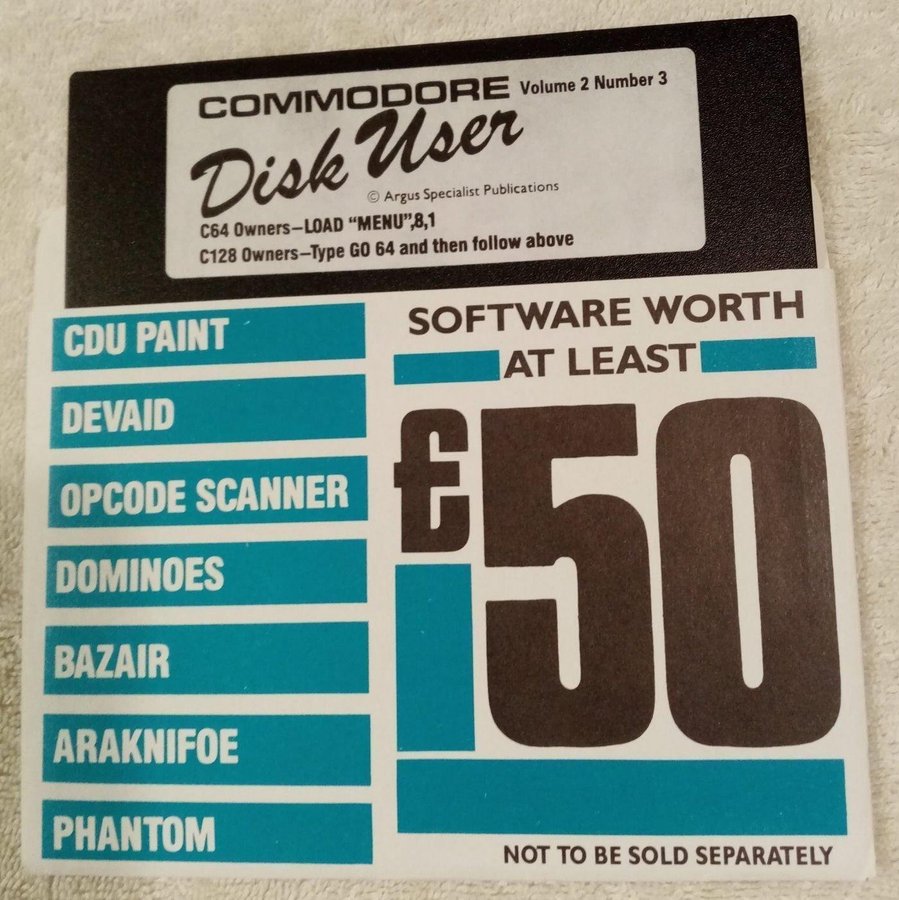 COMMODORE Volume 2 Number 3
Disk User
© Argus Specialist Publications
C64 Owners–LOAD "MENU",8,1
C128 Owners–Type GO 64 and then follow above
CDU PAINT
DEVAID
OPCODE SCANNER
DOMINOES
BAZAIR
ARAKNIFOE
PHANTOM
SOFTWARE WORTH
AT LEAST
£50
NOT TO BE SOLD SEPARATELY